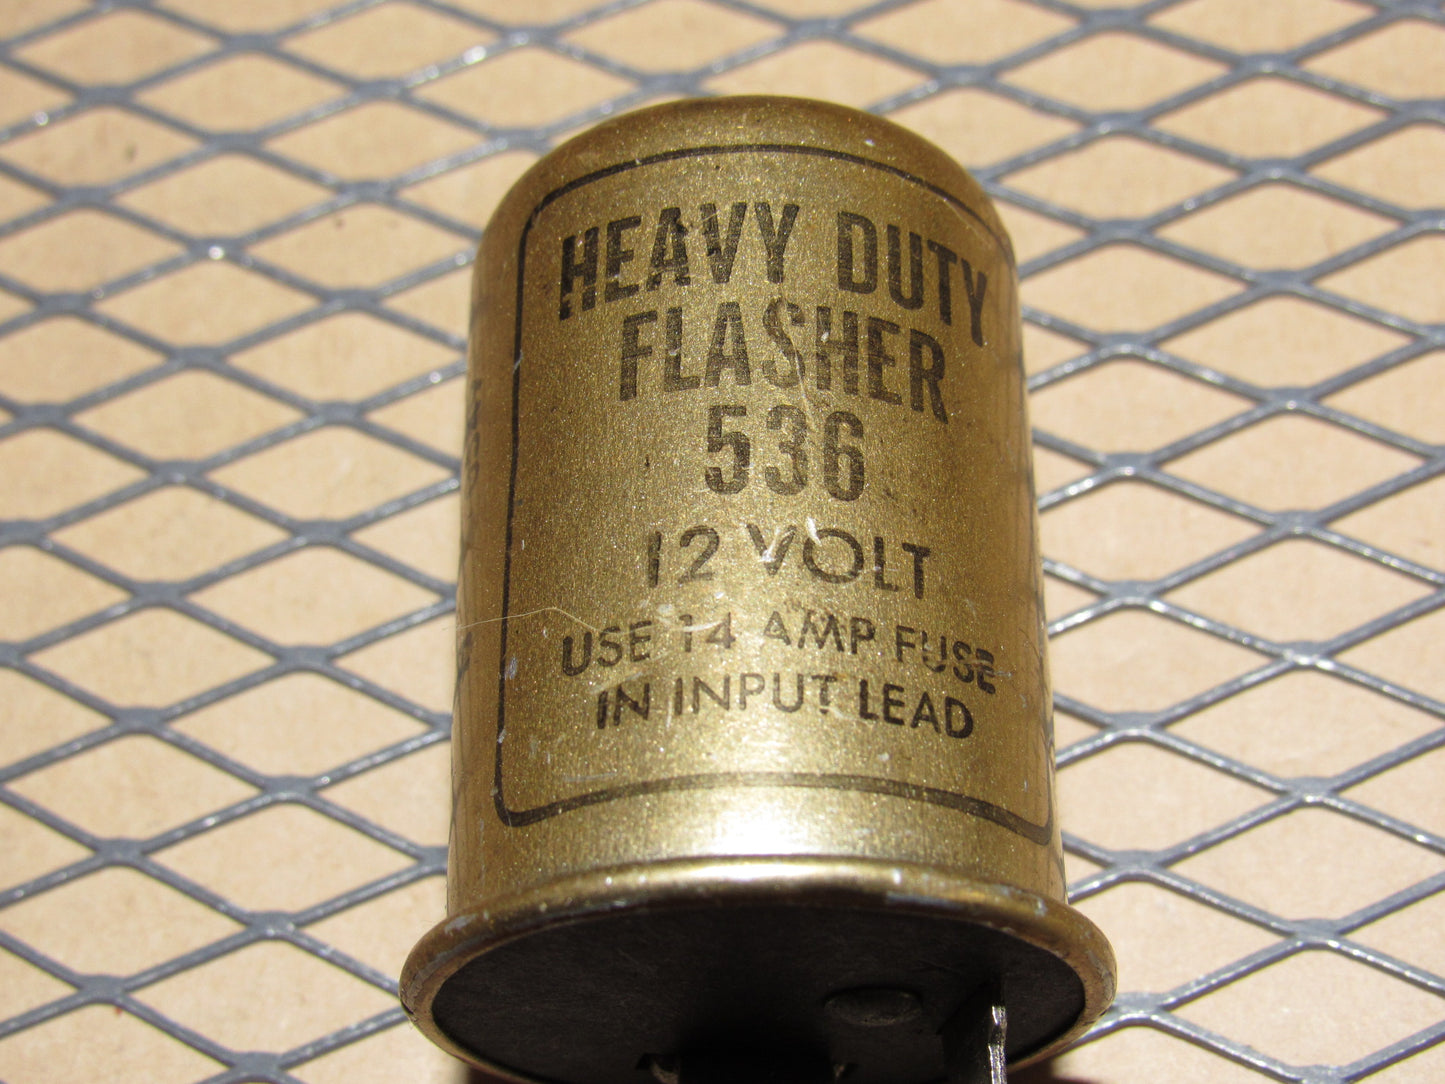 HEAVY DUTY
FLASHER
536
12 VOLT
USE 14 AMP. FUSE
IN INPUT LEAD